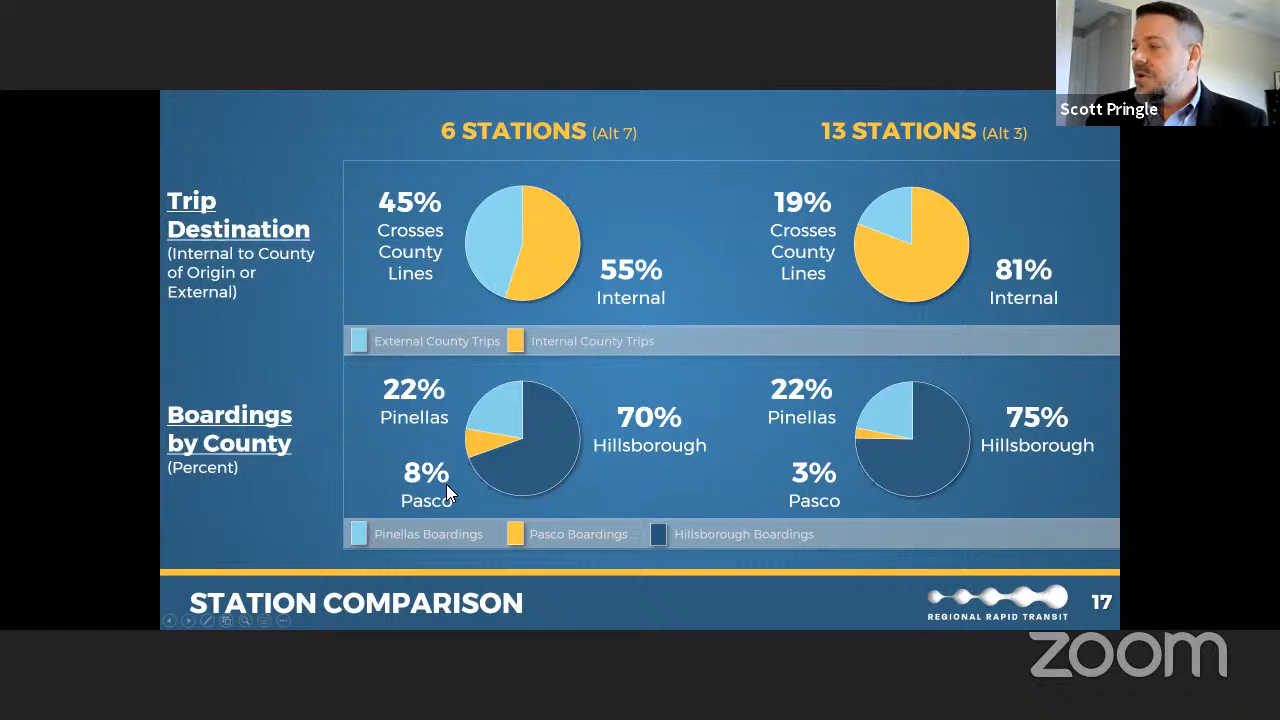 Scott Pringle
6 STATIONS (Alt 7)
13 STATIONS (Alt 3)
Trip
Destination
(Internal to County
of Origin or
External)
45%
Crosses
County
Lines
55%
Internal
19%
Crosses
County
Lines
81%
Internal
External County Trips
Internal County Trips
Boardings
by County
(Percent)
22%
Pinellas
8%
Pasco
70%
Hillsborough
22%
Pinellas
3%
Pasco
75%
Hillsborough
Pinellas Boardings
Pasco Boardings
Hillsborough Boardings
STATION COMPARISON
REGIONAL RAPID TRANSIT
17
zoom